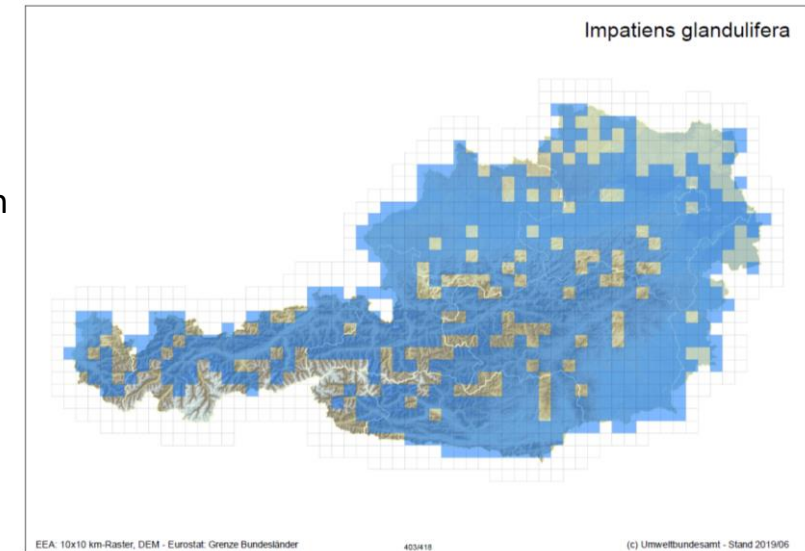 Impatiens glandulifera
n
EEA: 10x10 km-Raster, DEM - Eurostat: Grenze Bundesländer
403/418
(c) Umweltbundesamt - Stand 2019/06